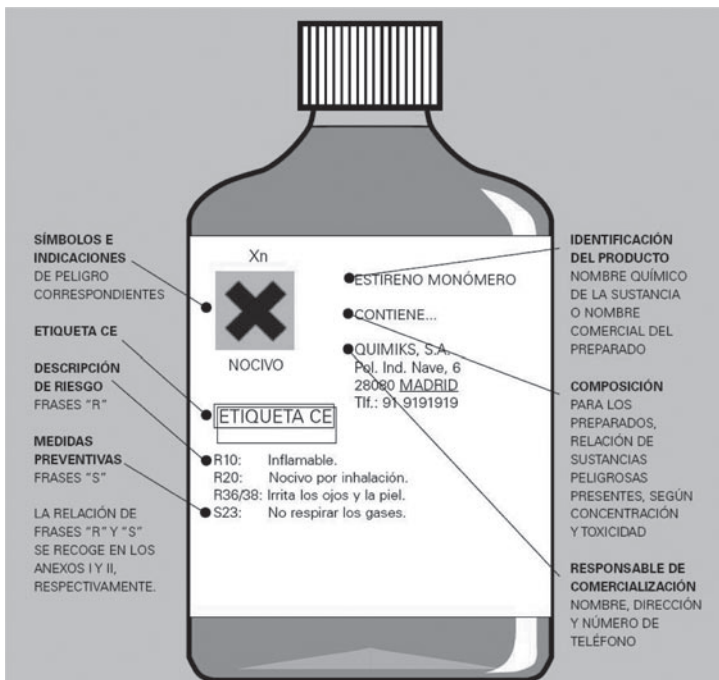 SÍMBOLOS E
INDICACIONES
DE PELIGRO
CORRESPONDIENTES
ETIQUETA CE
DESCRIPCIÓN
DE RIESGO
FRASES "R"
MEDIDAS
PREVENTIVAS
FRASES "S"
LA RELACIÓN DE
FRASES "R" Y "S"
SE RECOGE EN LOS
ANEXOS I Y II,
RESPECTIVAMENTE.
Xn
NOCIVO
ESTIRENO MONÓMERO
CONTIENE...
QUIMIKS, S.A.
Pol. Ind. Nave, 6
28080 MADRID
Tlf.: 91 9191919
ETIQUETA CE
R10: Inflamable.
R20: Nocivo por inhalación.
R36/38: Irrita los ojos y la piel.
S23: No respirar los gases.
IDENTIFICACIÓN
DEL PRODUCTO
NOMBRE QUÍMICO
DE LA SUSTANCIA
O NOMBRE
COMERCIAL DEL
PREPARADO
COMPOSICIÓN
PARA LOS
PREPARADOS,
RELACIÓN DE
SUSTANCIAS
PELIGROSAS
PRESENTES, SEGÚN
CONCENTRACIÓN
Y TOXICIDAD
RESPONSABLE DE
COMERCIALIZACIÓN
NOMBRE, DIRECCIÓN
Y NÚMERO DE
TELÉFONO